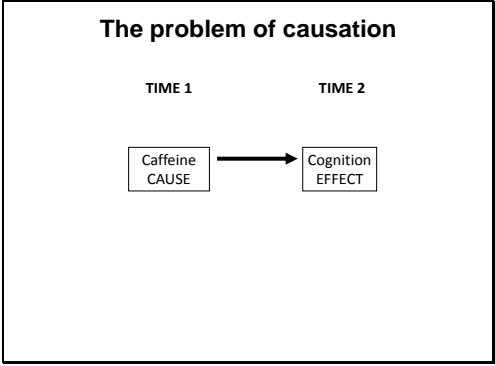 The problem of causation
TIME 1 TIME 2
Caffeine Cognition
CAUSE EFFECT